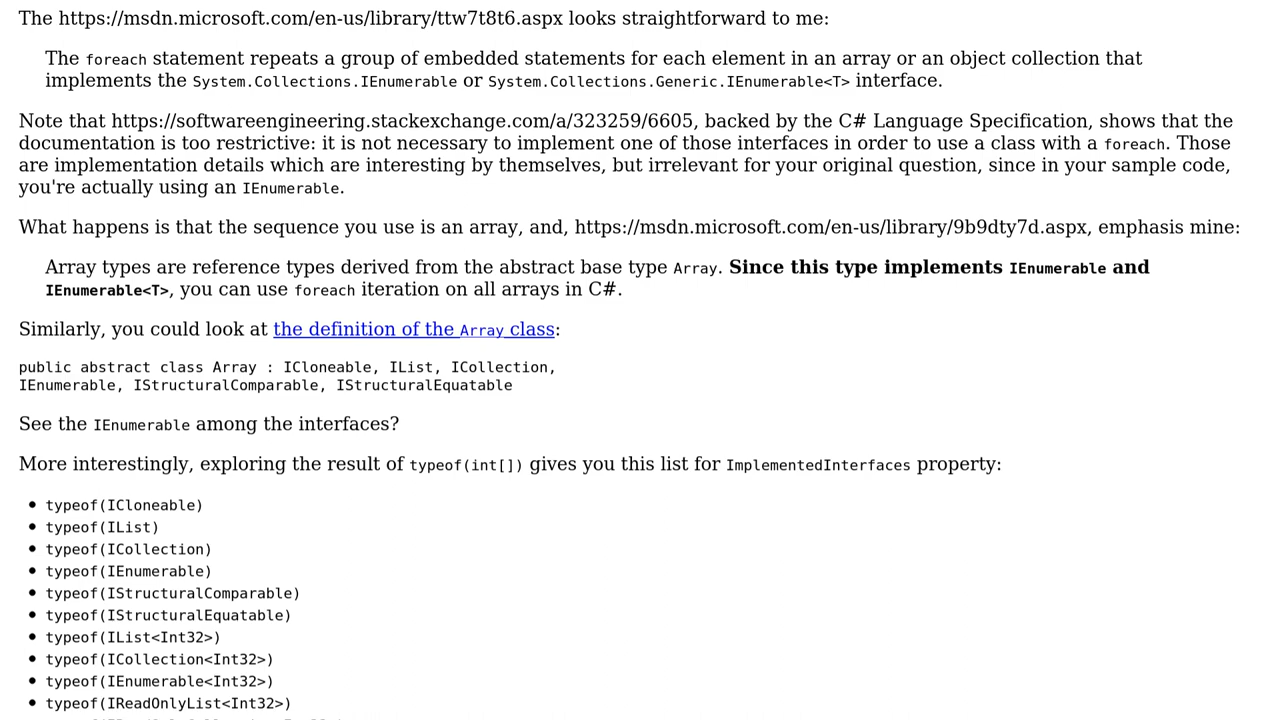 The https://msdn.microsoft.com/en-us/library/ttw7t8t6.aspx looks straightforward to me:
The foreach statement repeats a group of embedded statements for each element in an array or an object collection that
implements the System.Collections.IEnumerable or System.Collections.Generic.IEnumerable<T> interface.
Note that https://softwareengineering.stackexchange.com/a/323259/6605, backed by the C# Language Specification, shows that the
documentation is too restrictive: it is not necessary to implement one of those interfaces in order to use a class with a foreach. Those
are implementation details which are interesting by themselves, but irrelevant for your original question, since in your sample code,
you're actually using an IEnumerable.
What happens is that the sequence you use is an array, and, https://msdn.microsoft.com/en-us/library/9b9dty7d.aspx, emphasis mine:
Array types are reference types derived from the abstract base type Array. Since this type implements IEnumerable and
IEnumerable<T>, you can use foreach iteration on all arrays in C#.
Similarly, you could look at the definition of the Array class:
public abstract class Array : ICloneable, IList, ICollection,
IEnumerable, IStructuralComparable, IStructuralEquatable
See the IEnumerable among the interfaces?
More interestingly, exploring the result of typeof(int[]) gives you this list for ImplementedInterfaces property:
• typeof(ICloneable)
• typeof(IList)
• typeof(ICollection)
• typeof(IEnumerable)
• typeof(IStructuralComparable)
• typeof(IStructuralEquatable)
• typeof(IList<Int32>)
• typeof(ICollection<Int32>)
• typeof(IEnumerable<Int32>)
• typeof(IReadOnlyList<Int32>)